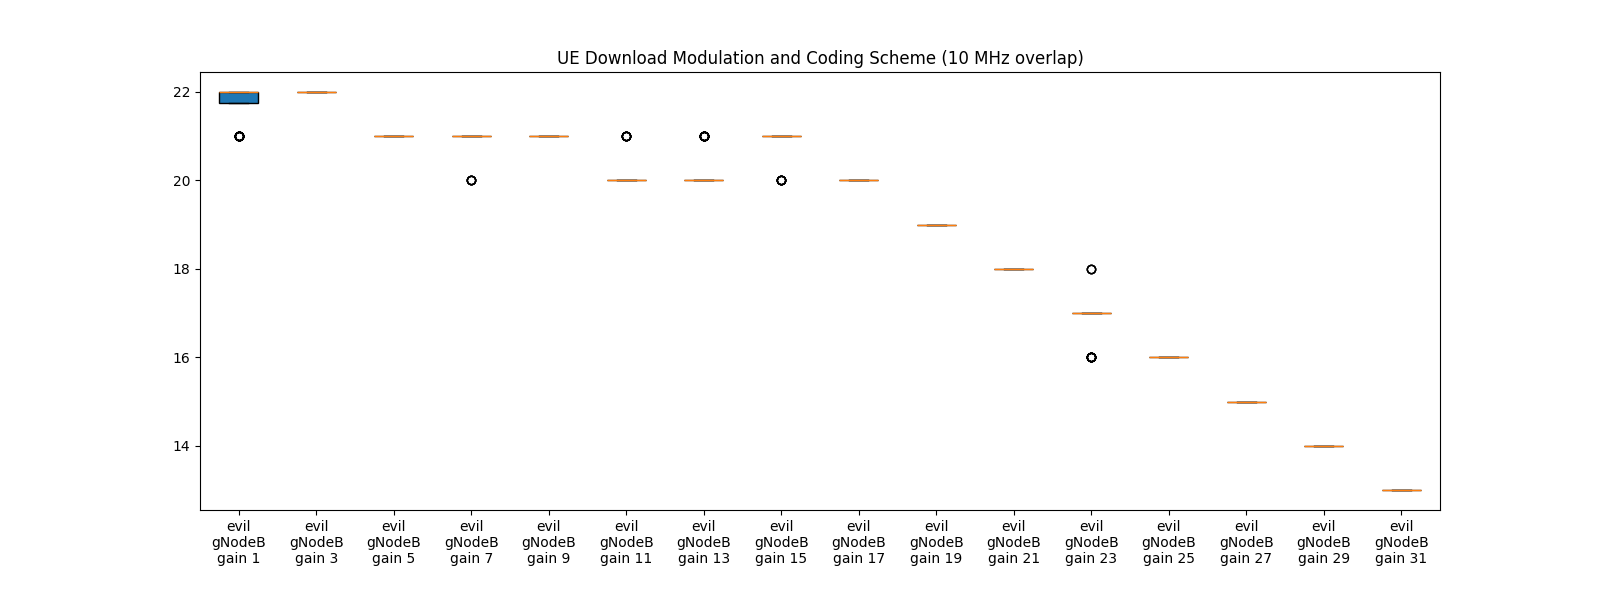 UE Download Modulation and Coding Scheme (10 MHz overlap)
22
20
18
16
14
evil gNodeB gain 1
evil gNodeB gain 3
evil gNodeB gain 5
evil gNodeB gain 7
evil gNodeB gain 9
evil gNodeB gain 11
evil gNodeB gain 13
evil gNodeB gain 15
evil gNodeB gain 17
evil gNodeB gain 19
evil gNodeB gain 21
evil gNodeB gain 23
evil gNodeB gain 25
evil gNodeB gain 27
evil gNodeB gain 29
evil gNodeB gain 31